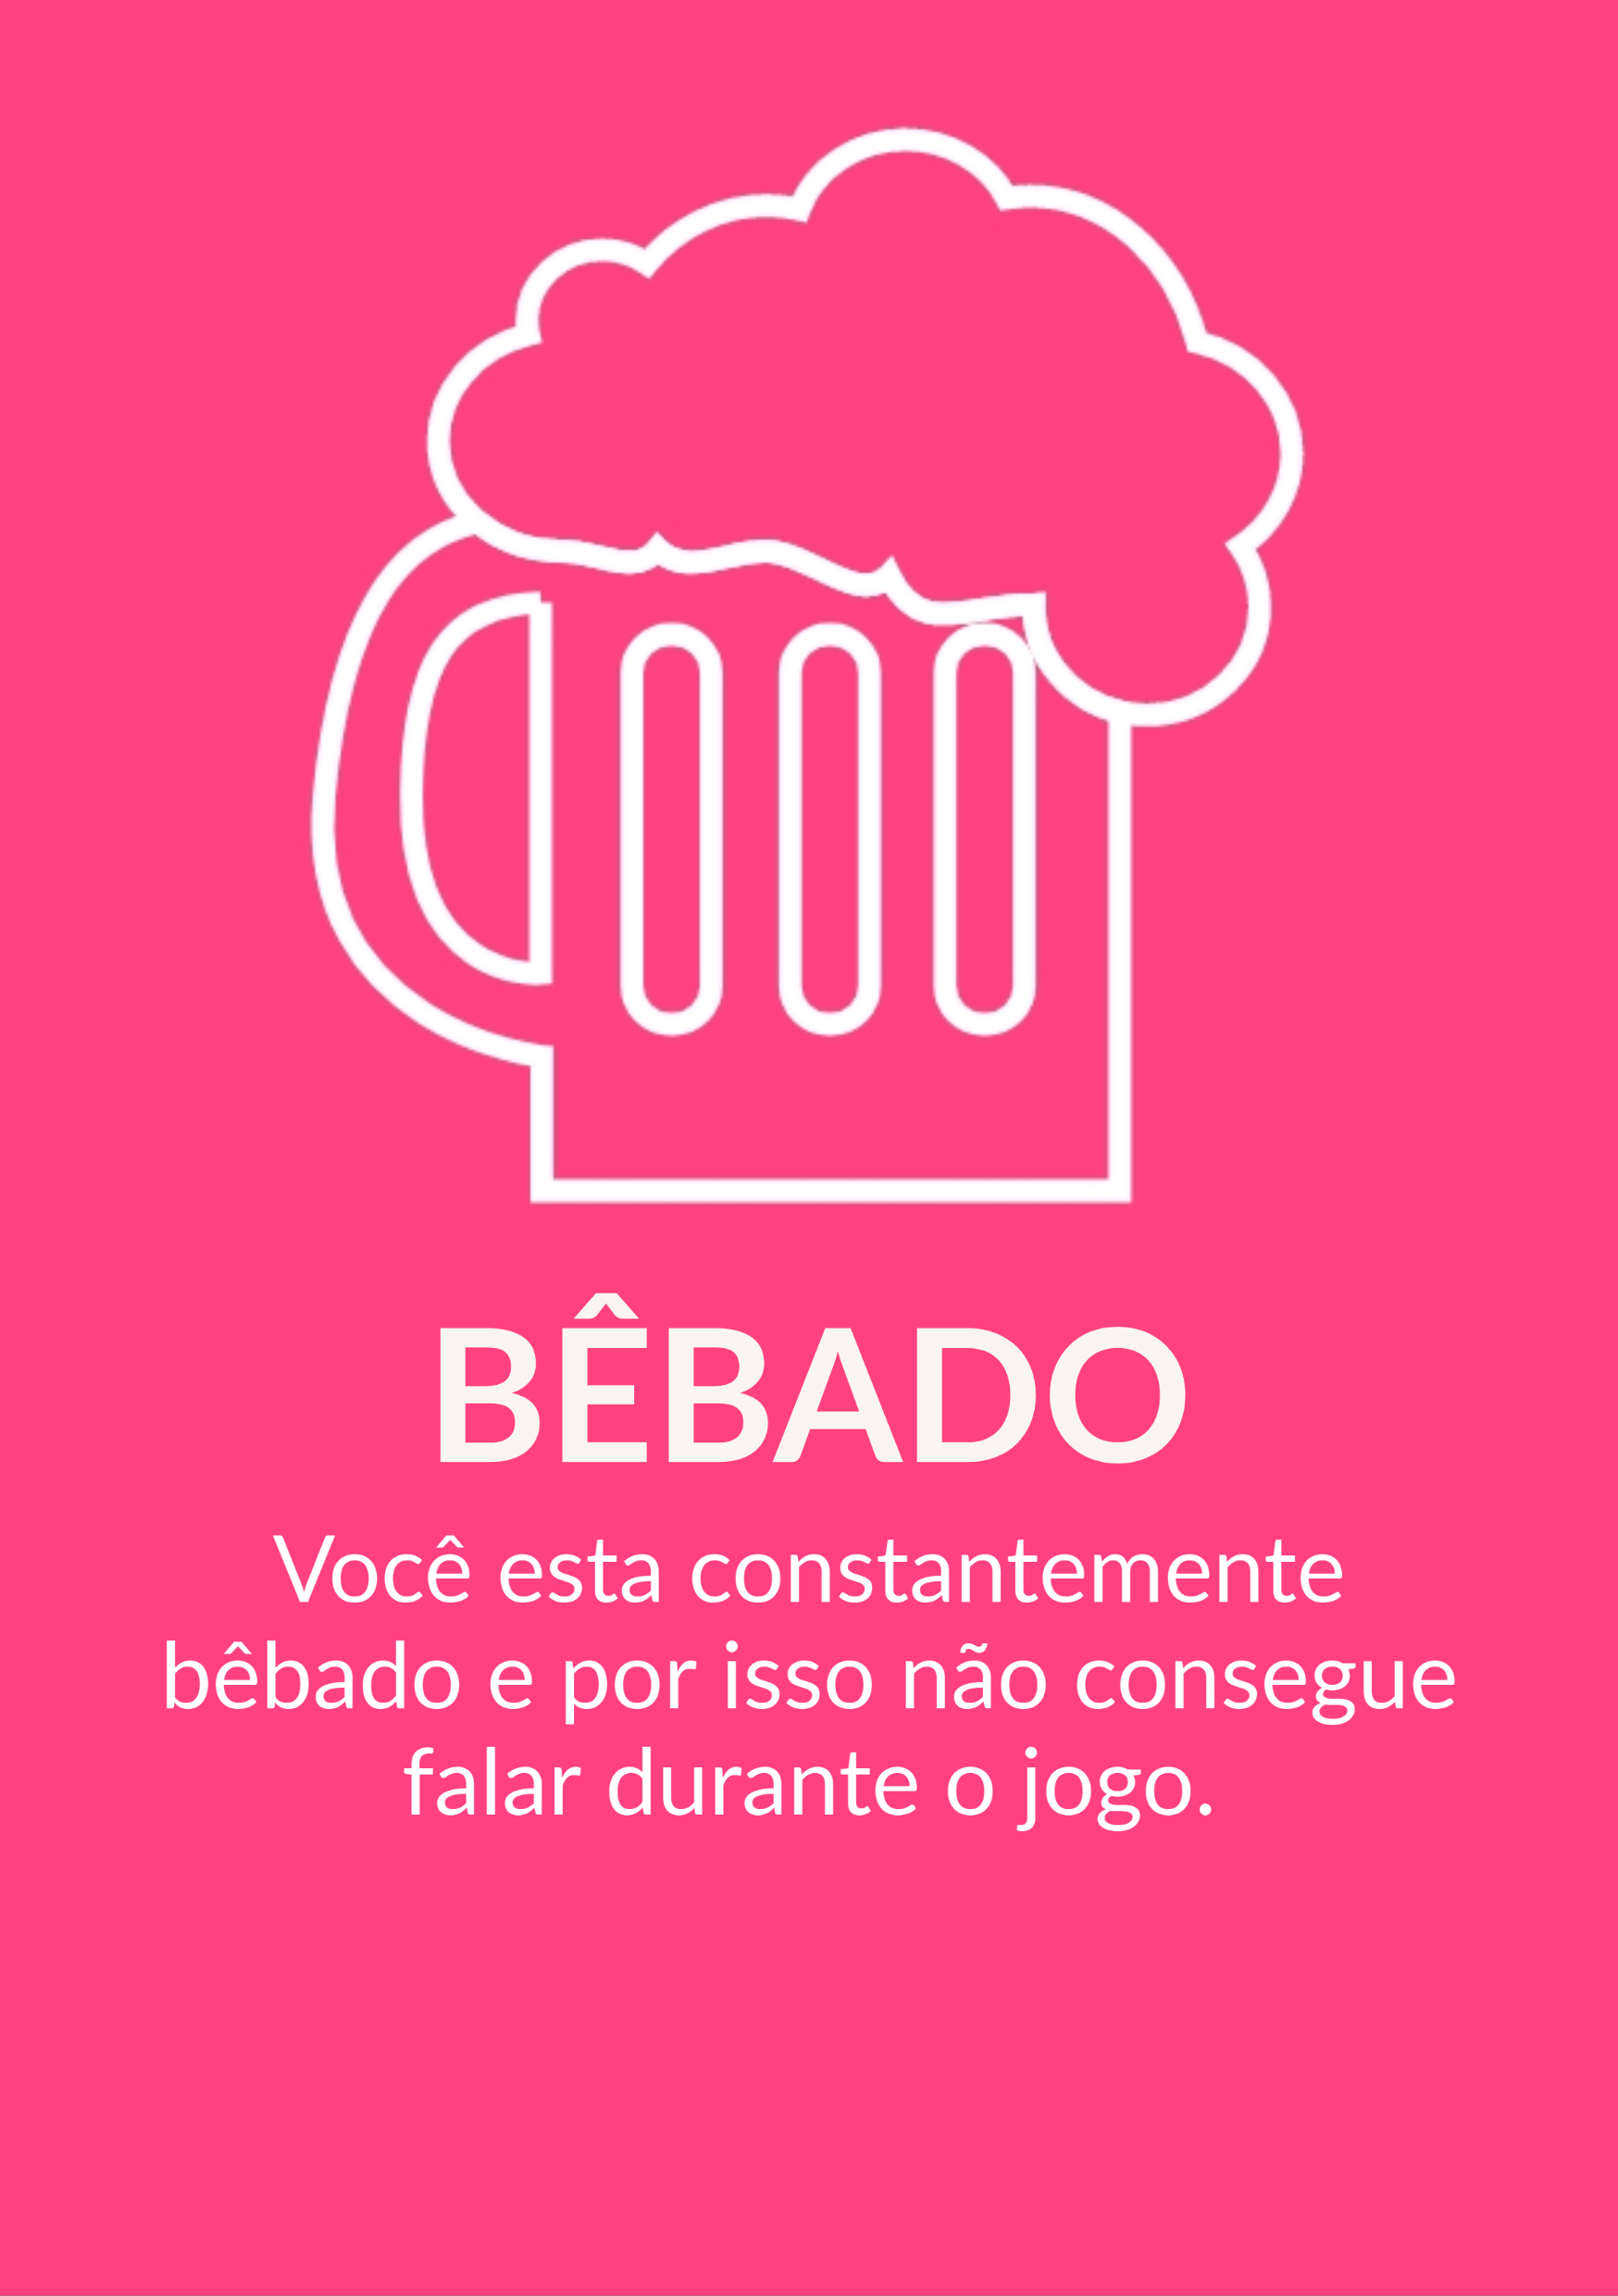 BÊBADO
Você esta constantemente
bêbado e por isso não consegue
falar durante o jogo.